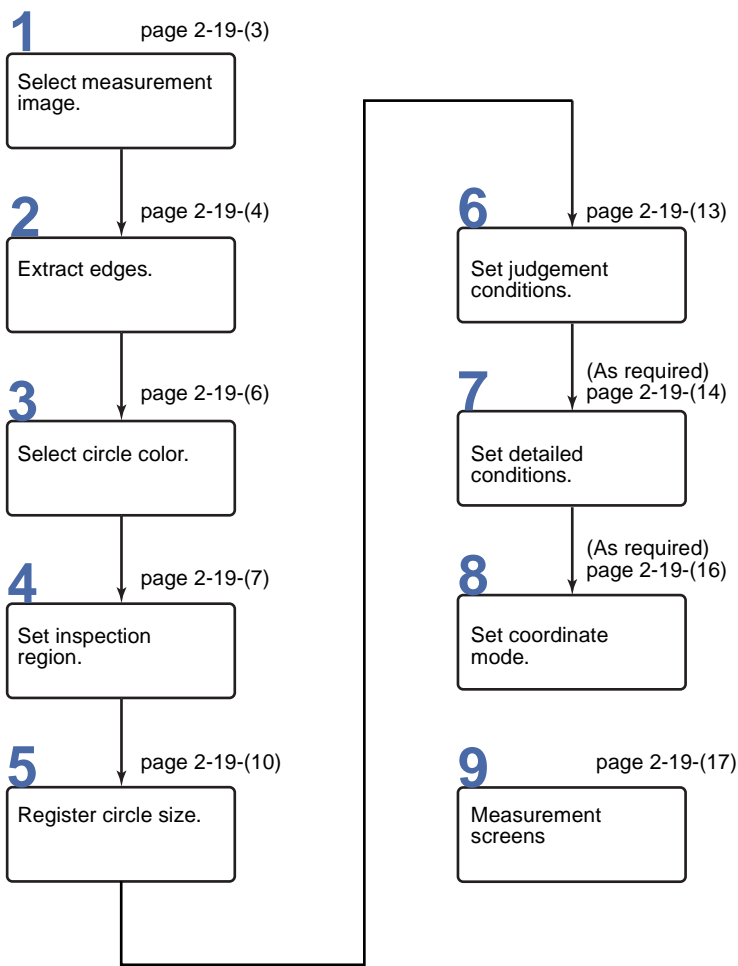 1
page 2-19-(3)
Select measurement
image.
2
page 2-19-(4)
Extract edges.
3
page 2-19-(6)
Select circle color.
4
page 2-19-(7)
Set inspection
region.
5
page 2-19-(10)
Register circle size.
6
page 2-19-(13)
Set judgement
conditions.
7
(As required)
page 2-19-(14)
Set detailed
conditions.
8
(As required)
page 2-19-(16)
Set coordinate
mode.
9
page 2-19-(17)
Measurement
screens